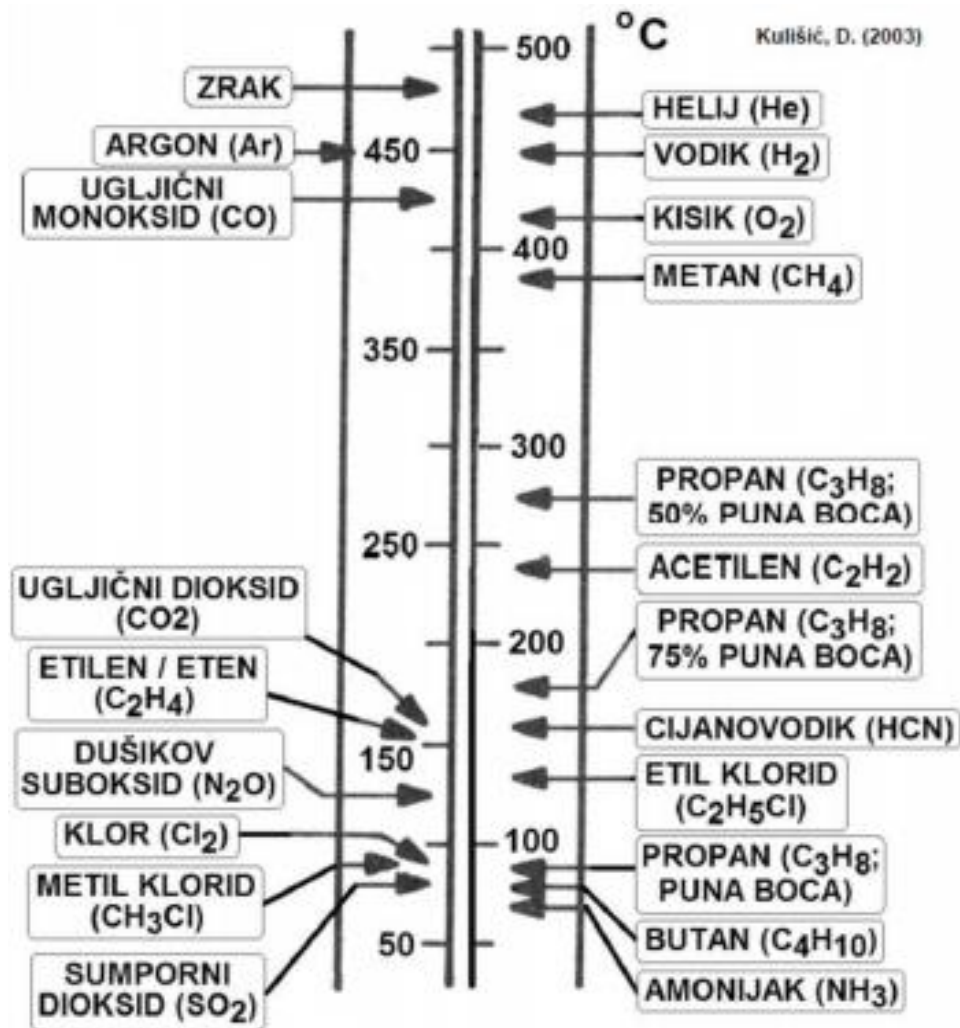 °C
Kulišić, D. (2003)
500
450
400
350
300
250
200
150
100
50
ZRAK
ARGON (Ar)
UGLJIČNI
MONOKSID (CO)
UGLJIČNI DIOKSID
(CO2)
ETILEN / ETEN
(C₂H₄)
DUŠIKOV
SUBOKSID (N₂O)
KLOR (Cl₂)
METIL KLORID
(CH₃Cl)
SUMPORNI
DIOKSID (SO₂)
HELIJ (He)
VODIK (H₂)
KISIK (O₂)
METAN (CH₄)
PROPAN (C₃H₈;
50% PUNA BOCA)
ACETILEN (C₂H₂)
PROPAN (C₃H₈;
75% PUNA BOCA)
CIJANOVODIK (HCN)
ETIL KLORID
(C₂H₅Cl)
PROPAN (C₃H₈;
PUNA BOCA)
BUTAN (C₄H₁₀)
AMONIJAK (NH₃)